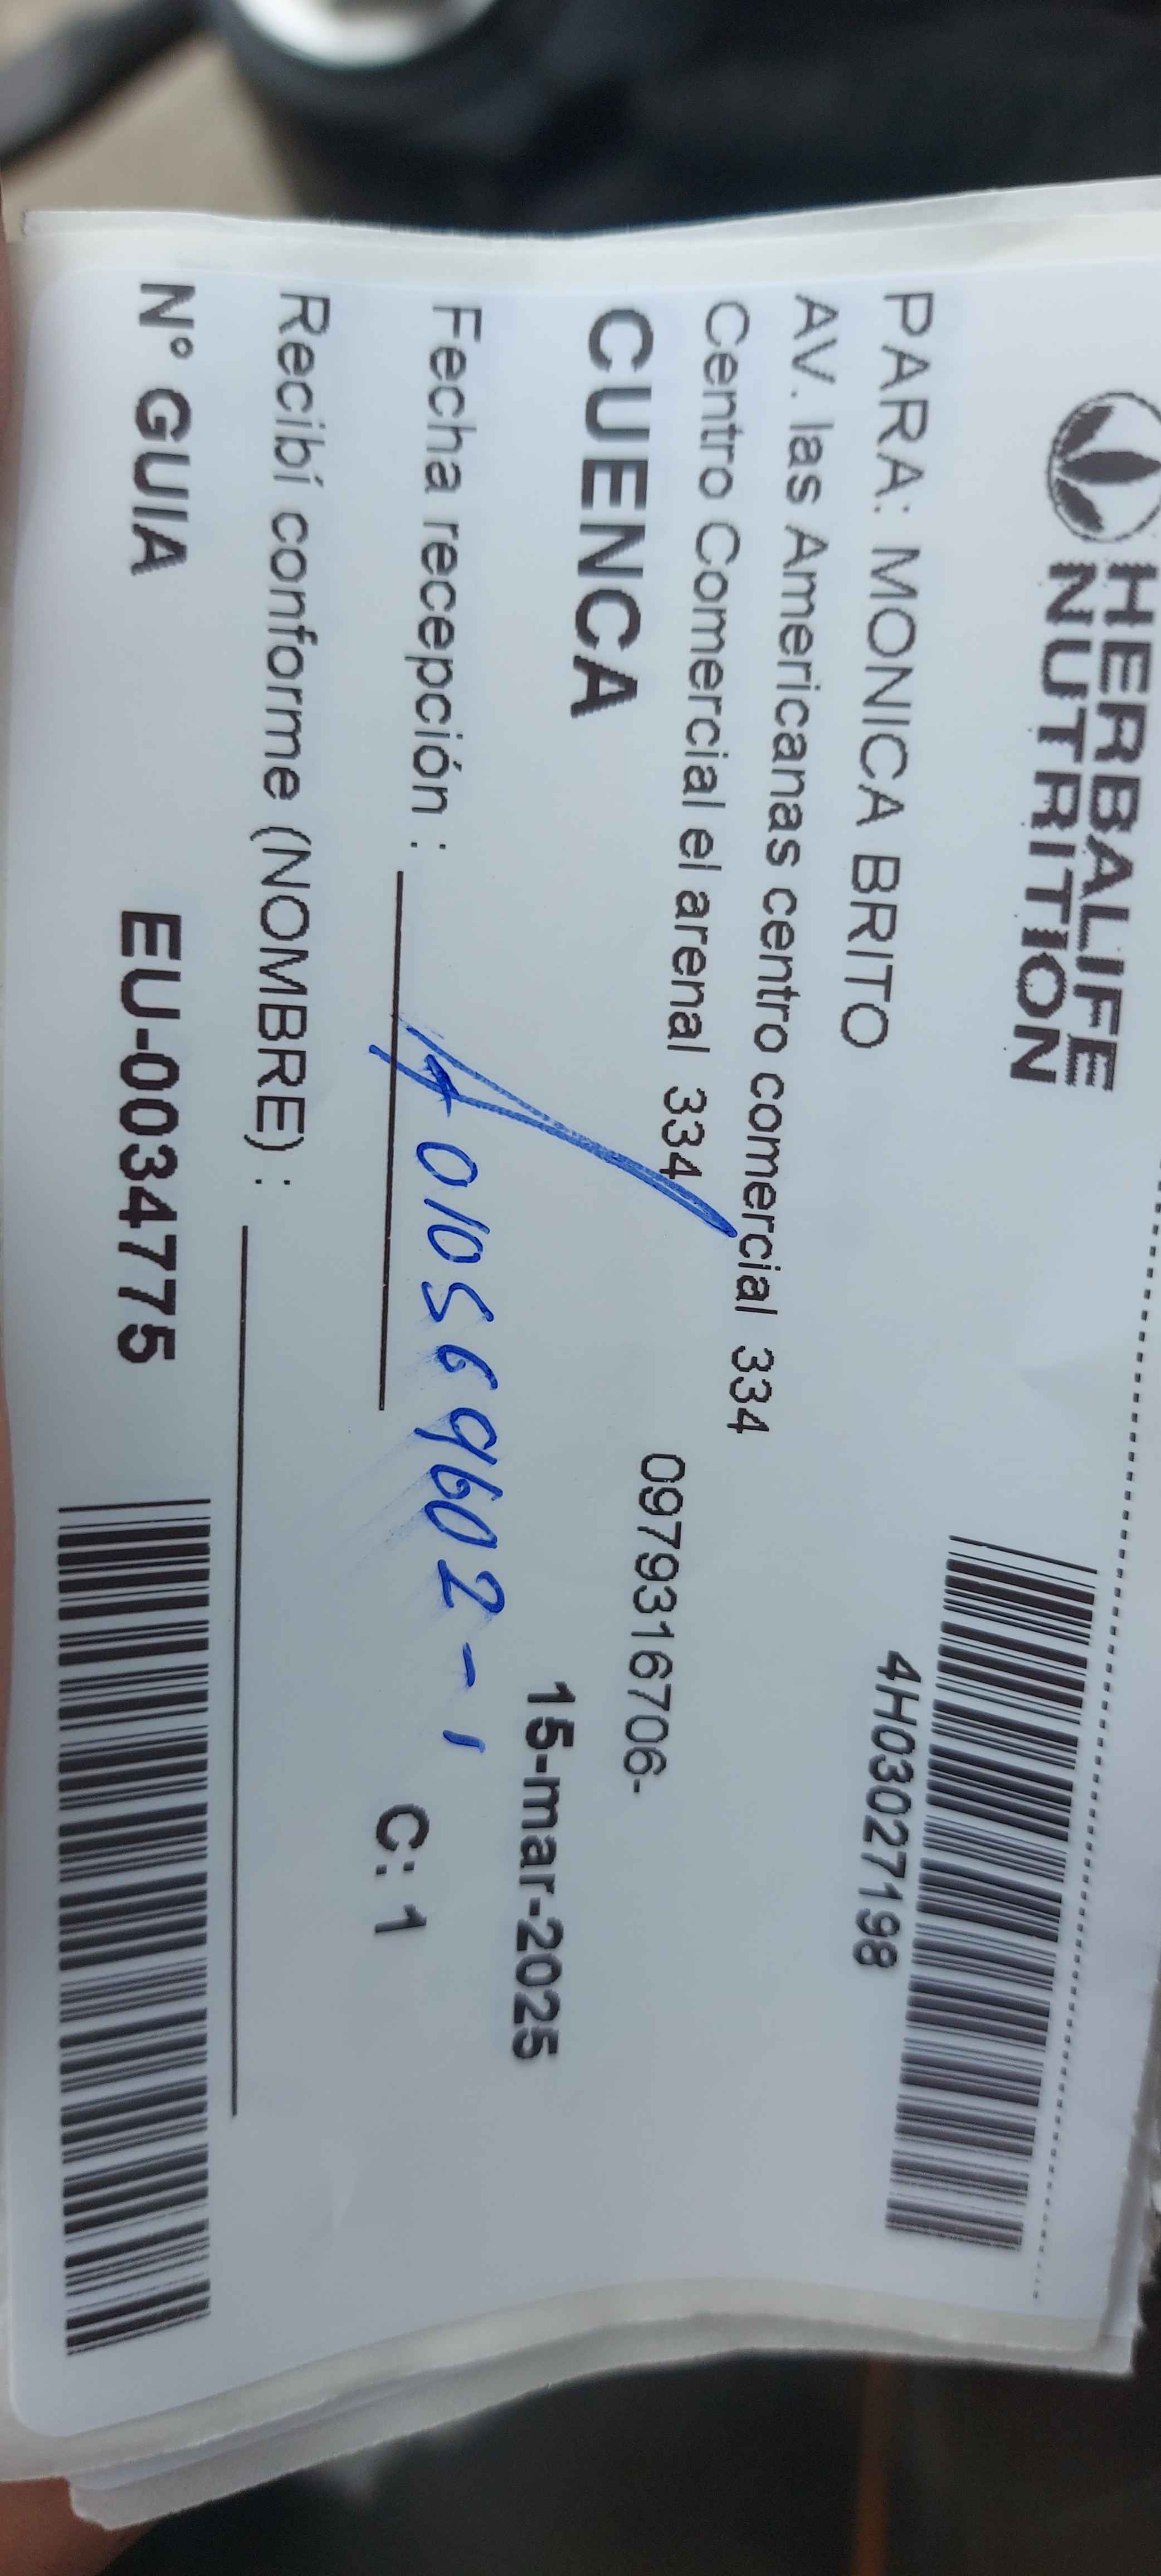 HERBALIFE
NUTRITION
4H03027198
PARA: MONICA BRITO
AV. las Americanas centro comercial 334
Centro Comercial el arenal 334
0979316706-
CUENCA
15-mar-2025
Fecha recepción :
010569602-1
C: 1
Recibí conforme (NOMBRE) :
N° GUIA EU-0034775